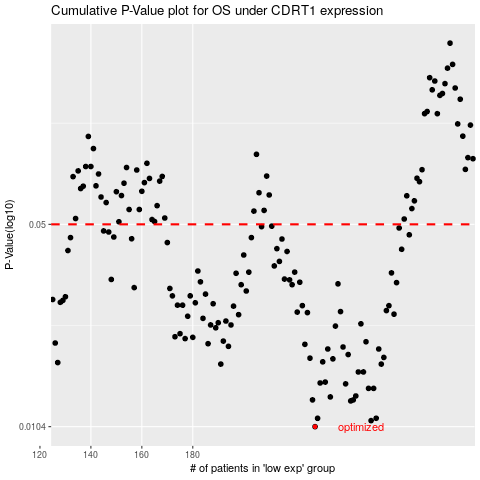 Cumulative P-Value plot for OS under CDRT1 expression
P-Value(log10)
0.05
0.0104
optimized
120 140 160 180
# of patients in 'low exp' group